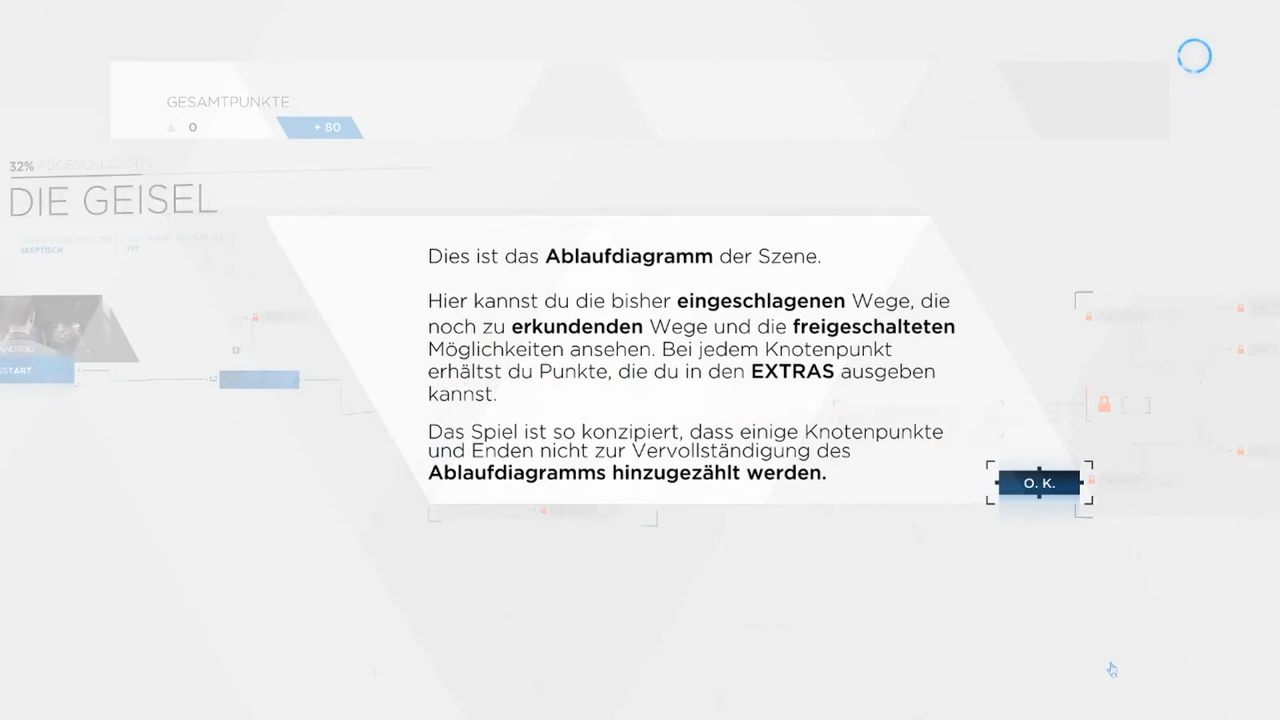 GESAMTPUNKTE
0 + 80
32% ABGESCHLOSSEN
DIE GEISEL
SKEPTISCH ???
Dies ist das Ablaufdiagramm der Szene.
Hier kannst du die bisher eingeschlagenen Wege, die
noch zu erkundenden Wege und die freigeschalteten
Möglichkeiten ansehen. Bei jedem Knotenpunkt
erhältst du Punkte, die du in den EXTRAS ausgeben
kannst.
Das Spiel ist so konzipiert, dass einige Knotenpunkte
und Enden nicht zur Vervollständigung des
Ablaufdiagramms hinzugezählt werden.
O. K.